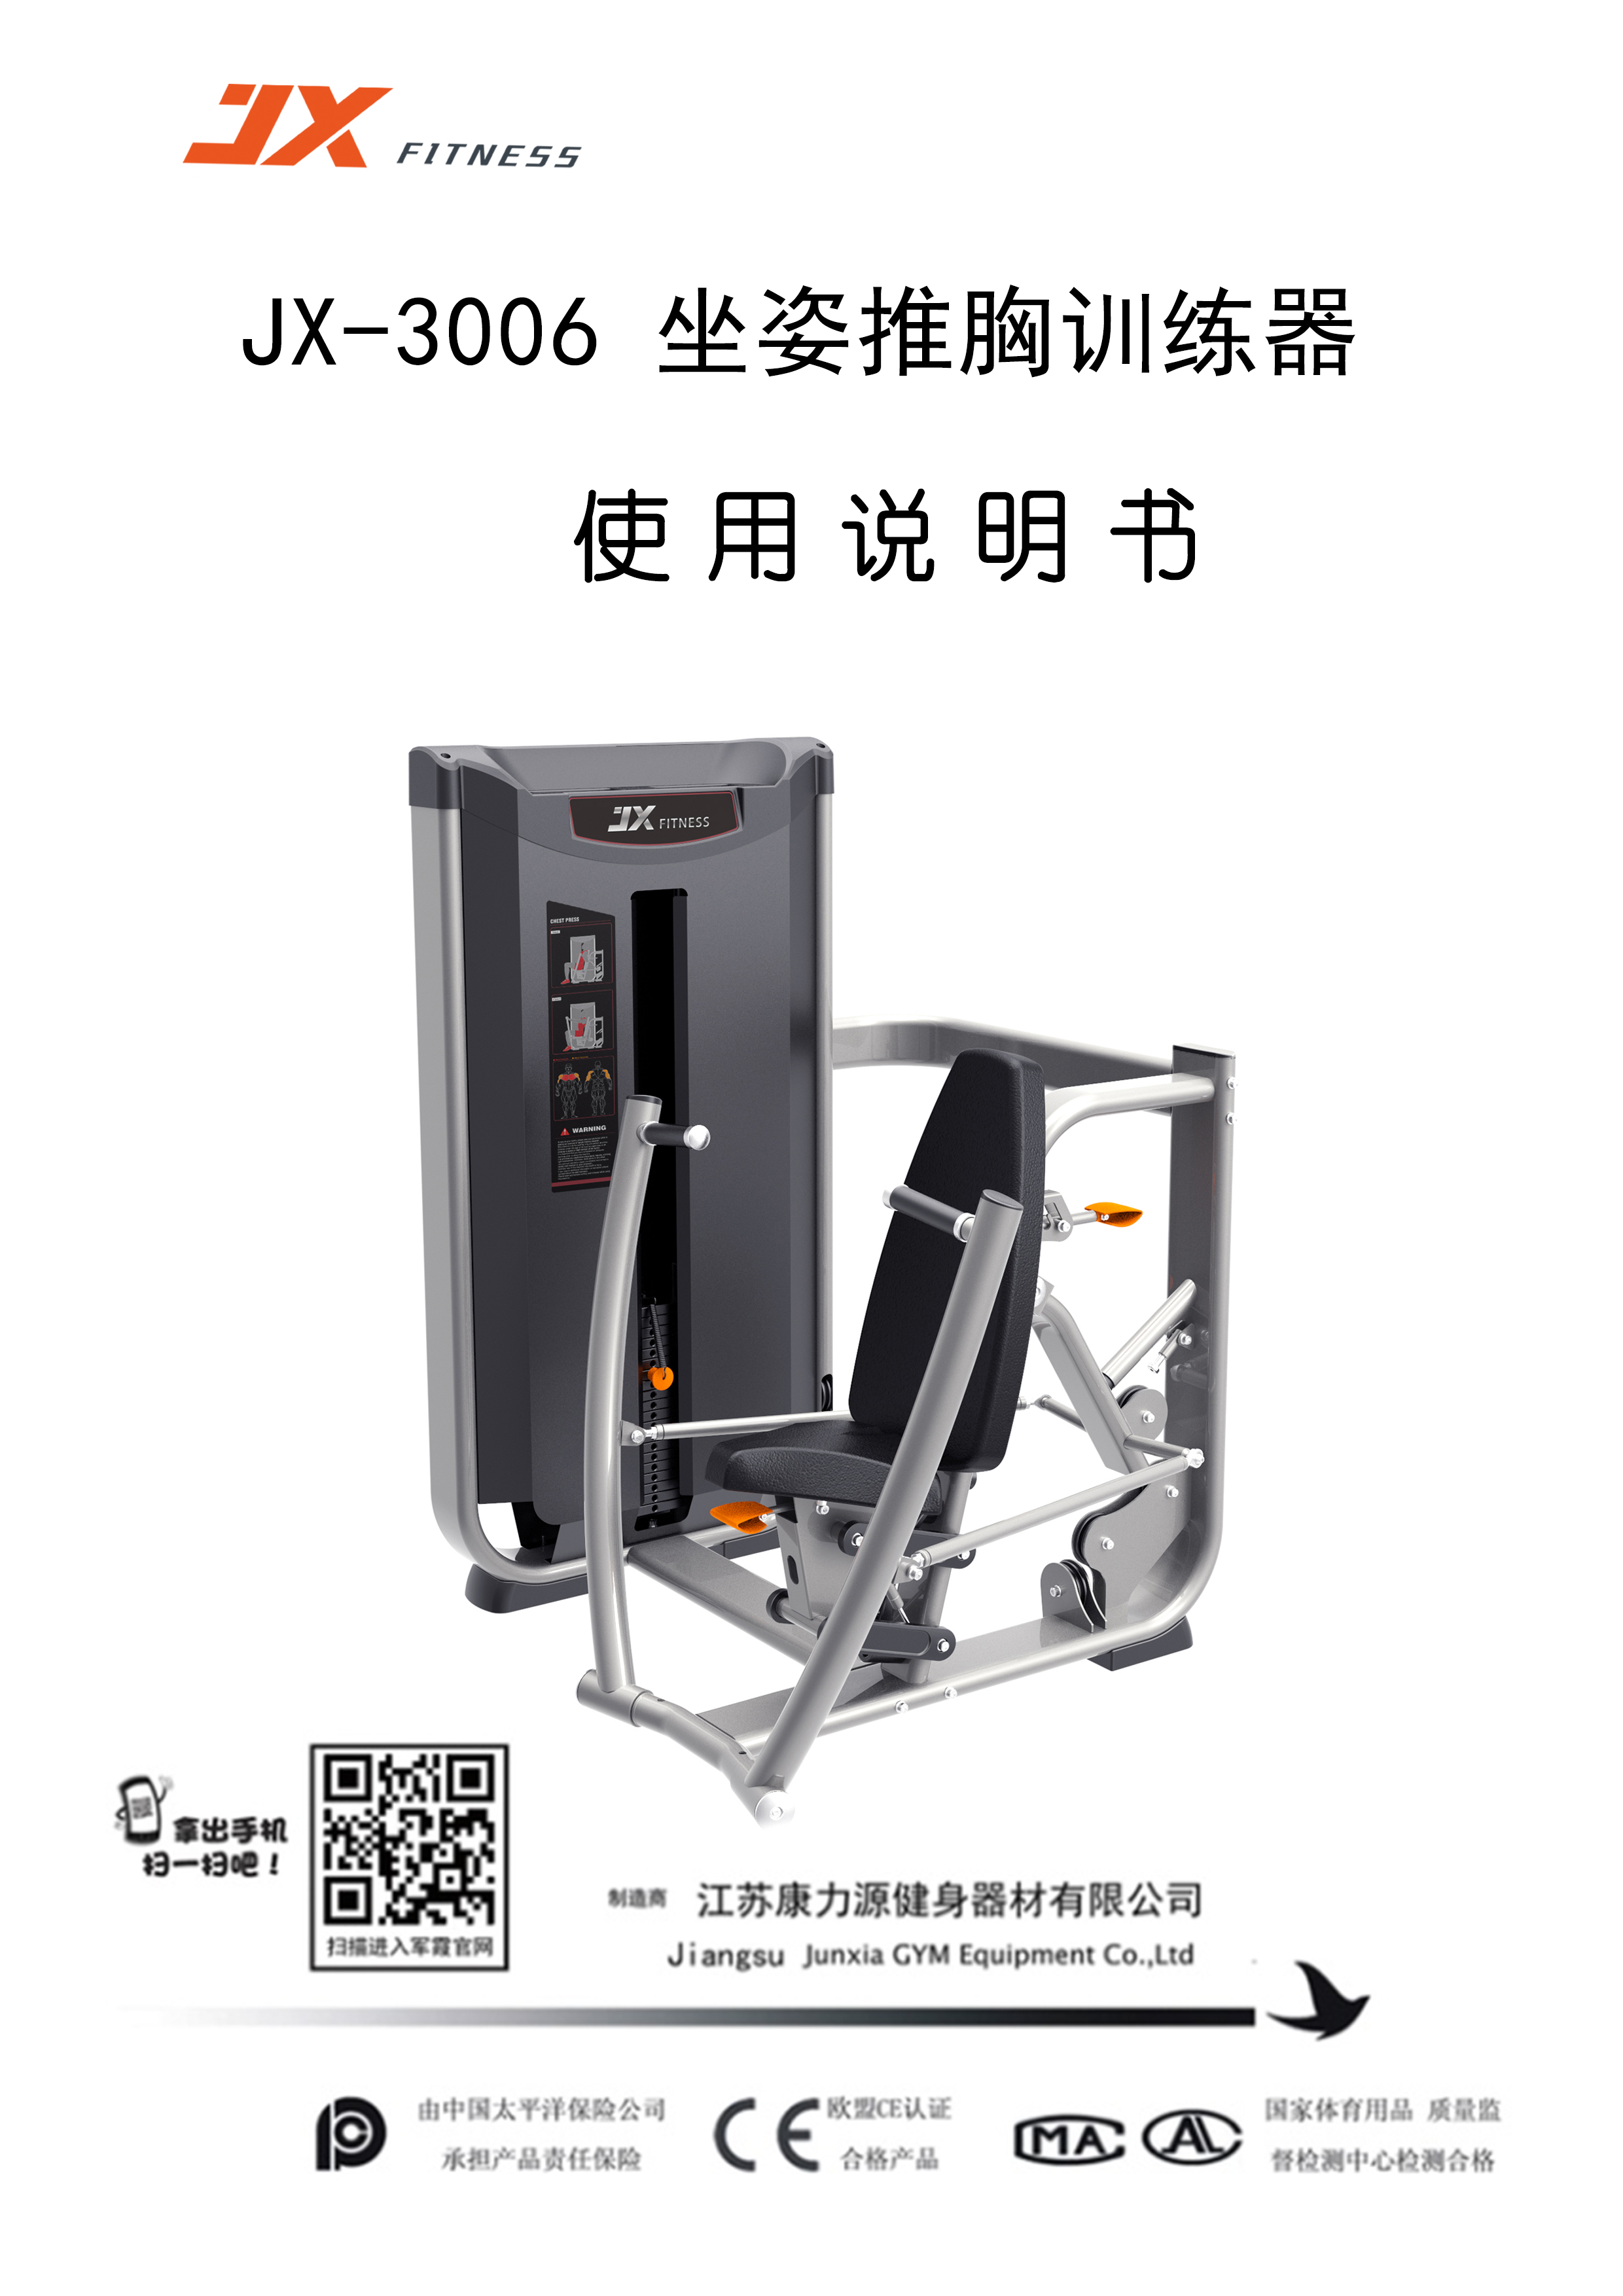 JX FITNESS
JX-3006 坐姿推胸训练器
使用说明书
JX FITNESS
CHEST PRESS
WARNING
拿出手机
扫一扫吧！
扫描进入军霞官网
制造商 江苏康力源健身器材有限公司
Jiangsu Junxia GYM Equipment Co.,Ltd
由中国太平洋保险公司
承担产品责任保险
CE
欧盟CE认证
合格产品
MA
AL
国家体育用品 质量监
督检测中心检测合格